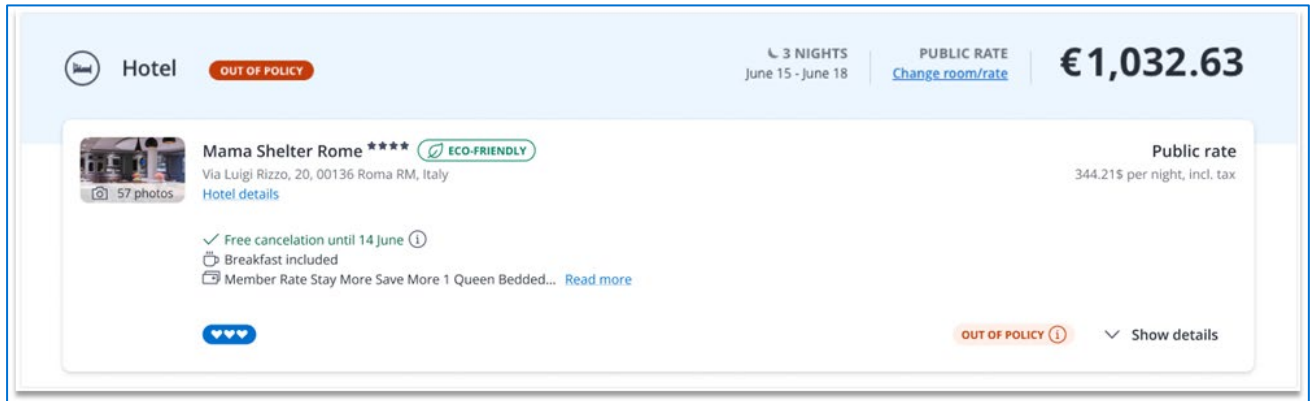 Hotel
OUT OF POLICY
3 NIGHTS
June 15 - June 18
PUBLIC RATE
Change room/rate
€1,032.63
57 photos
Mama Shelter Rome ★★★★ ECO-FRIENDLY
Via Luigi Rizzo, 20, 00136 Roma RM, Italy
Hotel details
Public rate
344.21$ per night, incl. tax
Free cancelation until 14 June
Breakfast included
Member Rate Stay More Save More 1 Queen Bedded... Read more
OUT OF POLICY
Show details